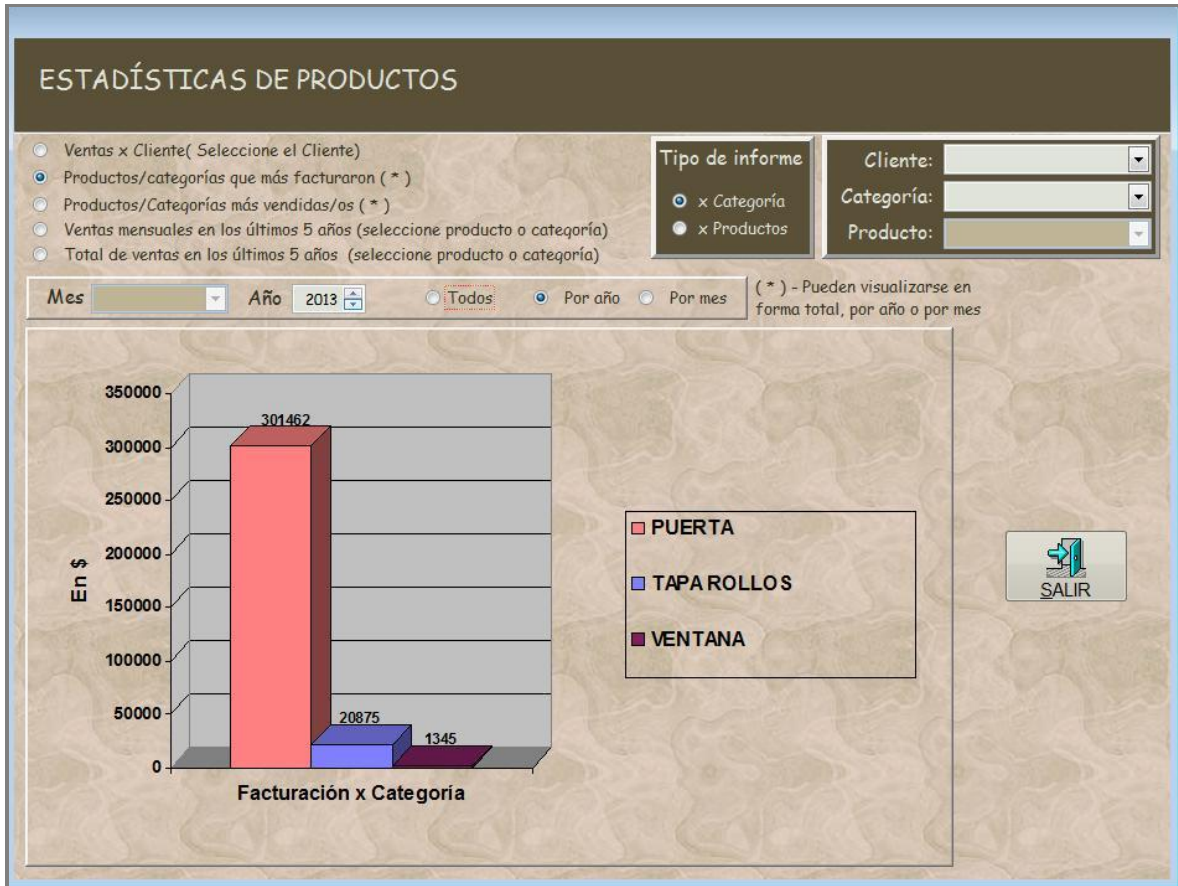 ESTADÍSTICAS DE PRODUCTOS
Ventas x Cliente( Seleccione el Cliente)
Productos/categorías que más facturaron ( * )
Productos/Categorías más vendidas/os ( * )
Ventas mensuales en los últimos 5 años (seleccione producto o categoría)
Total de ventas en los últimos 5 años (seleccione producto o categoría)
Tipo de informe
x Categoría
x Productos
Cliente:
Categoría:
Producto:
Mes
Año 2013
Todos
Por año
Por mes
( * ) - Pueden visualizarse en
forma total, por año o por mes
350000
300000
250000
200000
150000
100000
50000
0
En $
301462
20875
1345
Facturación x Categoría
PUERTA
TAPA ROLLOS
VENTANA
SALIR